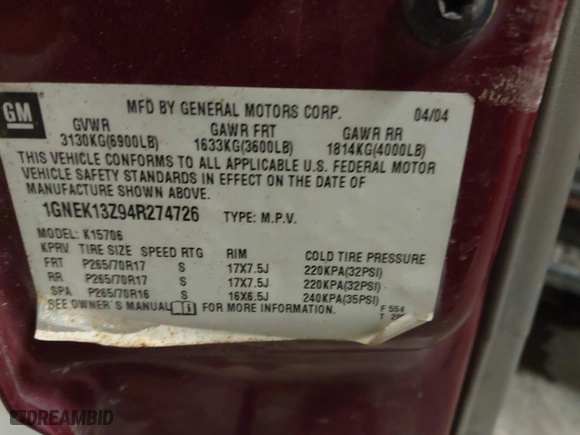 GM
MFD BY GENERAL MOTORS CORP. 04/04
GVWR GAWR FRT GAWR RR
3130KG(6900LB) 1633KG(3600LB) 1814KG(4000LB)
THIS VEHICLE CONFORMS TO ALL APPLICABLE U.S. FEDERAL MOTOR
VEHICLE SAFETY STANDARDS IN EFFECT ON THE DATE OF
MANUFACTURE SHOWN ABOVE.
1GNEK13Z94R274726 TYPE: M.P.V.
MODEL: K15706
KPRV TIRE SIZE SPEED RTG RIM COLD TIRE PRESSURE
FRT P265/70R17 S 17X7.5J 220KPA(32PSI)
RR P265/70R17 S 17X7.5J 220KPA(32PSI)
SPA P265/70R16 S 16X6.5J 240KPA(35PSI)
SEE OWNER'S MANUAL FOR MORE INFORMATION.
F 554
T
DREAMBID